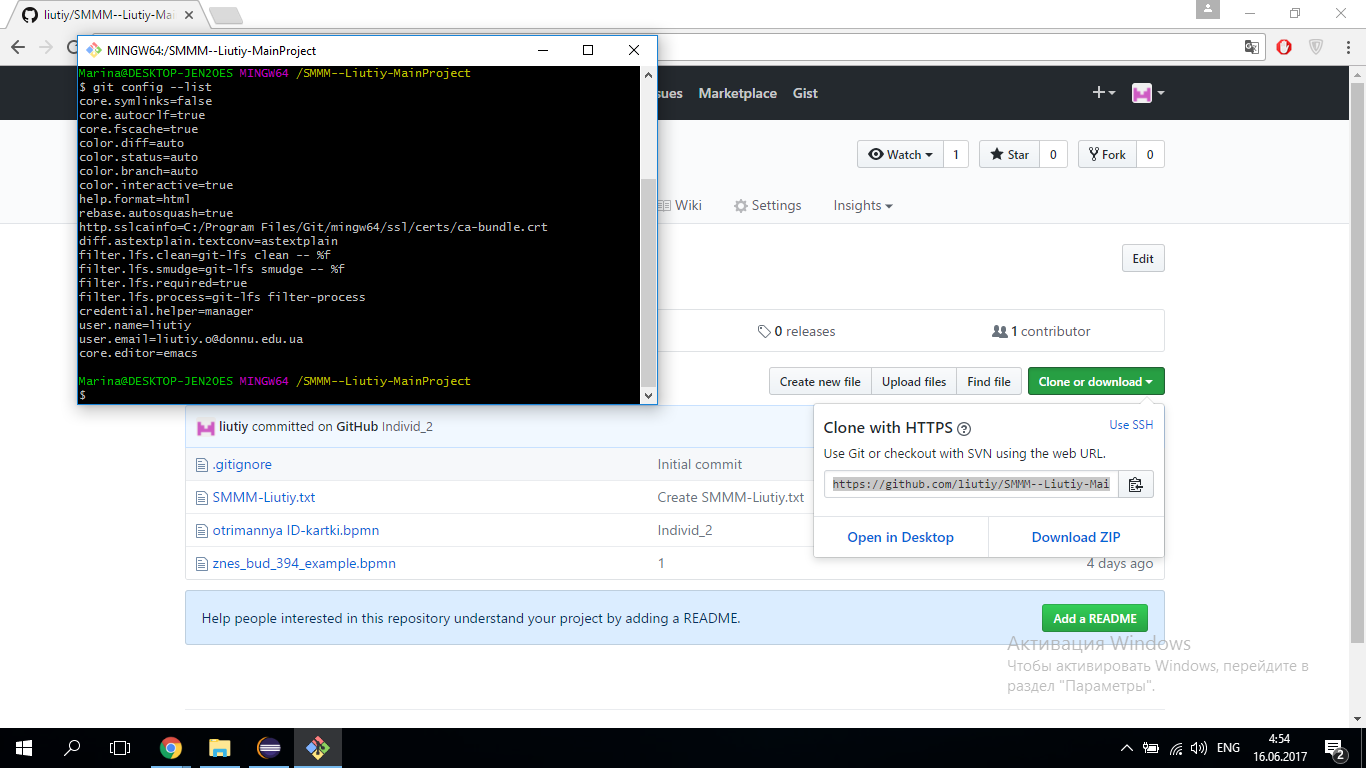 liutiy/SMMM--Liutiy-Mai
MINGW64:/SMMM--Liutiy-MainProject
Marina@DESKTOP-JEN2OES MINGW64 /SMMM--Liutiy-MainProject
$ git config --list
core.symlinks=false
core.autocrlf=true
core.fscache=true
color.diff=auto
color.status=auto
color.branch=auto
color.interactive=true
help.format=html
rebase.autosquash=true
http.sslcainfo=C:/Program Files/Git/mingw64/ssl/certs/ca-bundle.crt
diff.astextplain.textconv=astextplain
filter.lfs.clean=git-lfs clean -- %f
filter.lfs.smudge=git-lfs smudge -- %f
filter.lfs.required=true
filter.lfs.process=git-lfs filter-process
credential.helper=manager
user.name=liutiy
user.email=liutiy.o@donnu.edu.ua
core.editor=emacs
Marina@DESKTOP-JEN2OES MINGW64 /SMMM--Liutiy-MainProject
$
sues Marketplace Gist
Watch 1 Star 0 Fork 0
Wiki Settings Insights
Edit
0 releases 1 contributor
Create new file Upload files Find file Clone or download
liutiy committed on GitHub Individ_2
.gitignore Initial commit
SMMM-Liutiy.txt Create SMMM-Liutiy.txt
otrimannya ID-kartki.bpmn Individ_2
znes_bud_394_example.bpmn 1 4 days ago
Clone with HTTPS Use SSH
Use Git or checkout with SVN using the web URL.
https://github.com/liutiy/SMMM--Liutiy-Mai
Open in Desktop Download ZIP
Help people interested in this repository understand your project by adding a README. Add a README
Активация Windows
Чтобы активировать Windows, перейдите в
раздел "Параметры".
ENG
4:54
16.06.2017
2